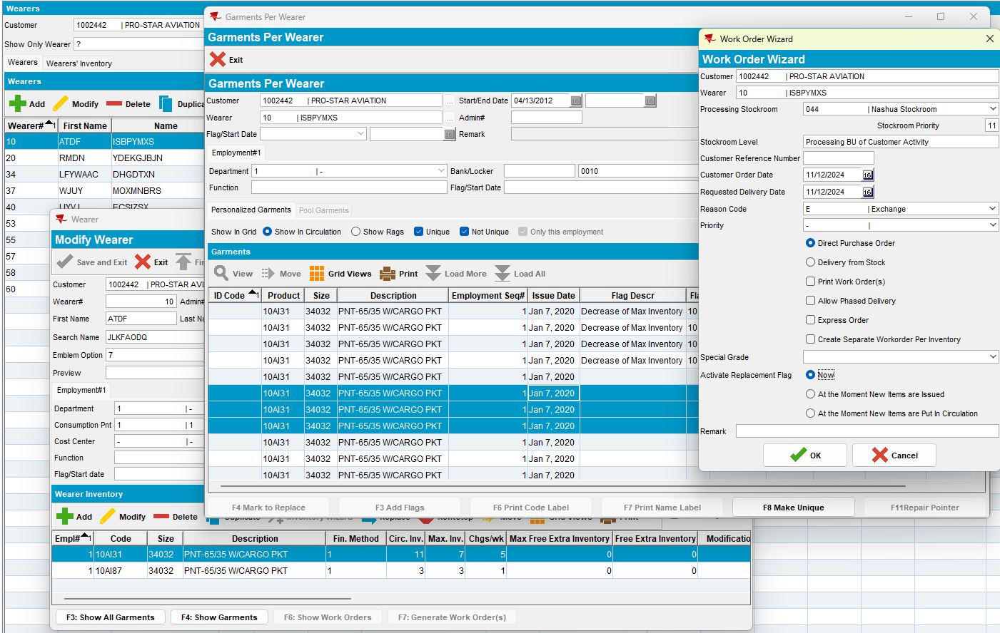 Wearers
Customer 1002442 | PRO-STAR AVIATION
Show Only Wearer ?
Wearers Wearers' Inventory
Wearers
Add Modify Delete Duplica
Wearer# 1 First Name Name
10 ATDF ISBPYMXS
20 RMDN YDEKGJBJN
34 LFYWAAC DHGDTXN
37 WJUY MOXMNBRS
40
53
55
57
58
60
Garments Per Wearer
Garments Per Wearer
Exit
Garments Per Wearer
Customer 1002442 | PRO-STAR AVIATION ... Start/End Date 04/13/2012 16 16
Wearer 10 | ISBPYMXS ... Admin#
Flag/Start Date 16 Remark
Employment#1
Department 1 | - Bank/Locker 0010
Function Flag/Start Date
Personalized Garments Pool Garments
Show In Grid Show In Circulation Show Rags Unique Not Unique Only this employment
Garments
View Move Grid Views Print Load More Load All
ID Code 1 Product Size Description Employment Seq# Issue Date Flag Descr Fla
10AI31 34032 PNT-65/35 W/CARGO PKT 1 Jan 7, 2020 Decrease of Max Inventory 10
10AI31 34032 PNT-65/35 W/CARGO PKT 1 Jan 7, 2020 Decrease of Max Inventory 10
10AI31 34032 PNT-65/35 W/CARGO PKT 1 Jan 7, 2020 Decrease of Max Inventory 10
10AI31 34032 PNT-65/35 W/CARGO PKT 1 Jan 7, 2020 Decrease of Max Inventory 10
10AI31 34032 PNT-65/35 W/CARGO PKT 1 Jan 7, 2020
10AI31 34032 PNT-65/35 W/CARGO PKT 1 Jan 7, 2020
10AI31 34032 PNT-65/35 W/CARGO PKT 1 Jan 7, 2020
10AI31 34032 PNT-65/35 W/CARGO PKT 1 Jan 7, 2020
10AI31 34032 PNT-65/35 W/CARGO PKT 1 Jan 7, 2020
10AI31 34032 PNT-65/35 W/CARGO PKT 1 Jan 7, 2020
10AI31 34032 PNT-65/35 W/CARGO PKT 1 Jan 7, 2020
F4 Mark to Replace F3 Add Flags F6 Print Code Label F7 Print Name Label F8 Make Unique F11Repair Pointer
Work Order Wizard
Work Order Wizard
Customer 1002442 | PRO-STAR AVIATION
Wearer 10 | ISBPYMXS
Processing Stockroom 044 | Nashua Stockroom
Stockroom Priority 11
Stockroom Level Processing BU of Customer Activity
Customer Reference Number
Customer Order Date 11/12/2024 16
Requested Delivery Date 11/12/2024 16
Reason Code E | Exchange
Priority - |
Direct Purchase Order
Delivery from Stock
Print Work Order(s)
Allow Phased Delivery
Express Order
Create Separate Workorder Per Inventory
Special Grade
Activate Replacement Flag Now
At the Moment New Items are Issued
At the Moment New Items are Put In Circulation
Remark
OK Cancel
Wearer
Modify Wearer
Save and Exit Exit Fir
Customer 1002442 | PRO-STAR AVI
Wearer# 10 Admin#
First Name ATDF Last Na
Search Name JLKFAODQ
Emblem Option 7
Preview
Employment#1
Department 1 | -
Consumption Pnt 1 | 1
Cost Center - | -
Function
Flag/Start date
Wearer Inventory
Add Modify Delete Duplicate Inventory Wizard Replace Move Grid Views Print
Empl# 1 Code Size Description Fin. Method Circ. Inv. Max. Inv. Chgs/wk Max Free Extra Inventory Free Extra Inventory Modificatio
1 10AI31 34032 PNT-65/35 W/CARGO PKT 1 11 7 5 0 0
1 10AI87 34032 PNT-65/35 W/CARGO PKT 1 3 3 1 0 0
F3: Show All Garments F4: Show Garments F6: Show Work Orders F7: Generate Work Order(s)